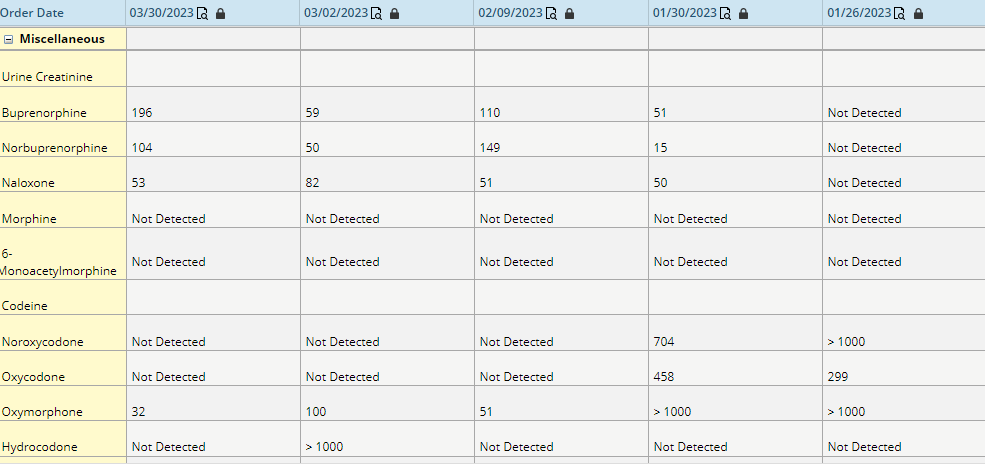 Order Date 03/30/2023 03/02/2023 02/09/2023 01/30/2023 01/26/2023
Miscellaneous
Urine Creatinine
Buprenorphine 196 59 110 51 Not Detected
Norbuprenorphine 104 50 149 15 Not Detected
Naloxone 53 82 51 50 Not Detected
Morphine Not Detected Not Detected Not Detected Not Detected Not Detected
6-
Monoacetylmorphine Not Detected Not Detected Not Detected Not Detected Not Detected
Codeine
Noroxycodone Not Detected Not Detected Not Detected 704 > 1000
Oxycodone Not Detected Not Detected Not Detected 458 299
Oxymorphone 32 100 51 > 1000 > 1000
Hydrocodone Not Detected > 1000 Not Detected Not Detected Not Detected